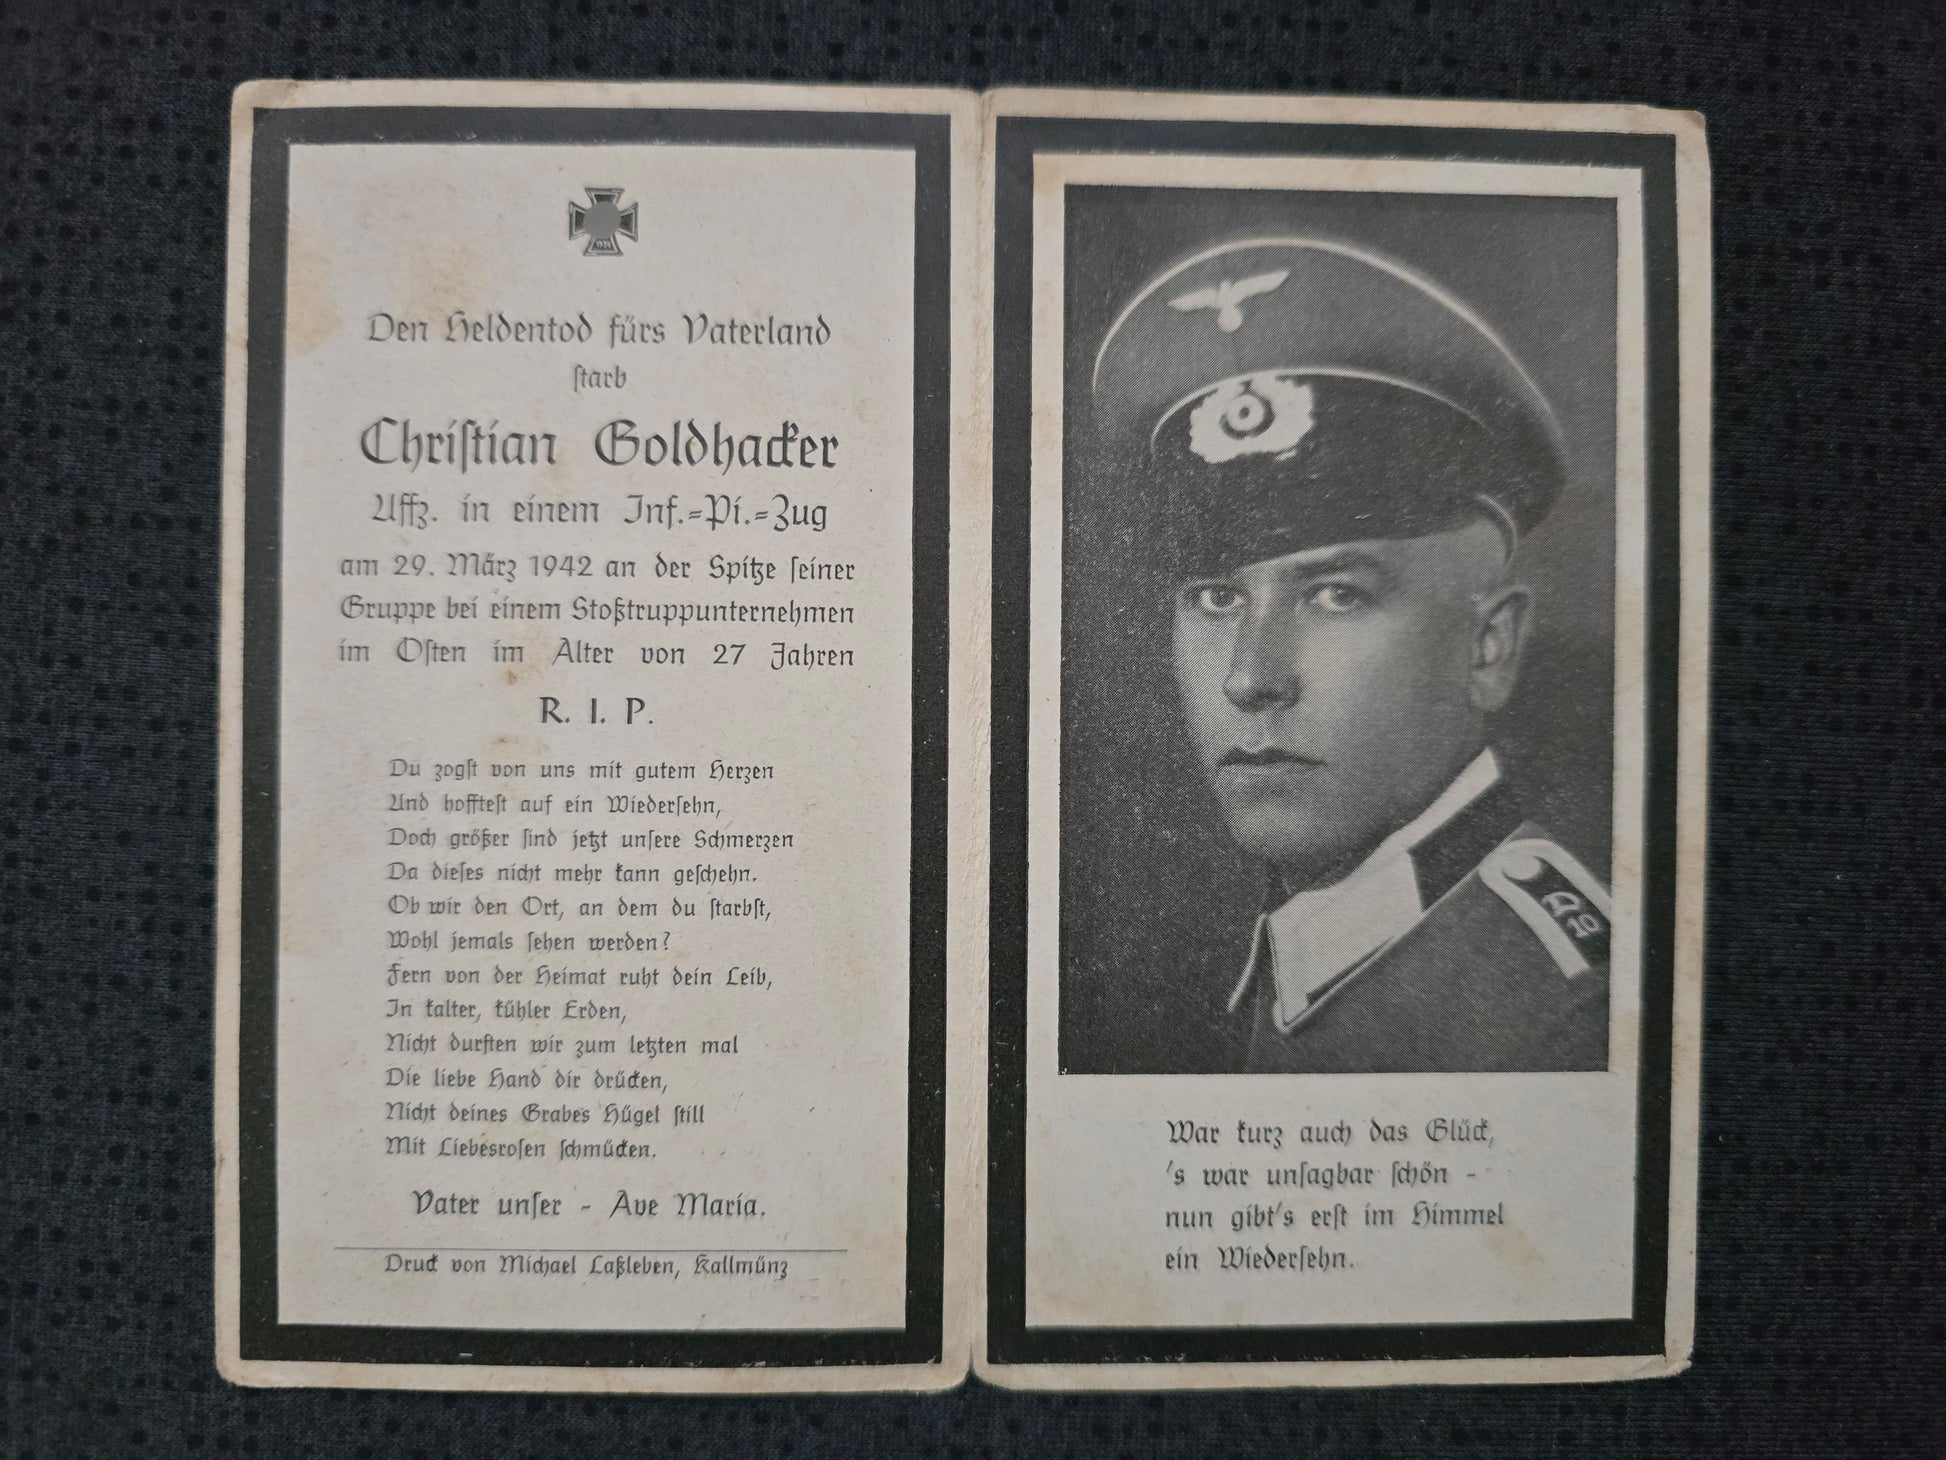 1939
Den Heldentod fürs Vaterland
starb
Christian Goldhacker
Uffz. in einem Inf.-Pi.-Zug
am 29. März 1942 an der Spitze seiner
Gruppe bei einem Stoßtruppunternehmen
im Osten im Alter von 27 Jahren
R. I. P.
Du zogst von uns mit gutem Herzen
Und hofftest auf ein Wiedersehn,
Doch größer sind jetzt unsere Schmerzen
Da dieses nicht mehr kann geschehn.
Ob wir den Ort, an dem du starbst,
Wohl jemals sehen werden?
Fern von der Heimat ruht dein Leib,
In kalter, kühler Erden,
Nicht durften wir zum letzten mal
Die liebe Hand dir drücken,
Nicht deines Grabes Hügel still
Mit Liebesrosen schmücken.
Vater unser - Ave Maria.
Druck von Michael Laßleben, Kallmünz
War kurz auch das Glück,
's war unsagbar schön -
nun gibt's erst im Himmel
ein Wiedersehn.